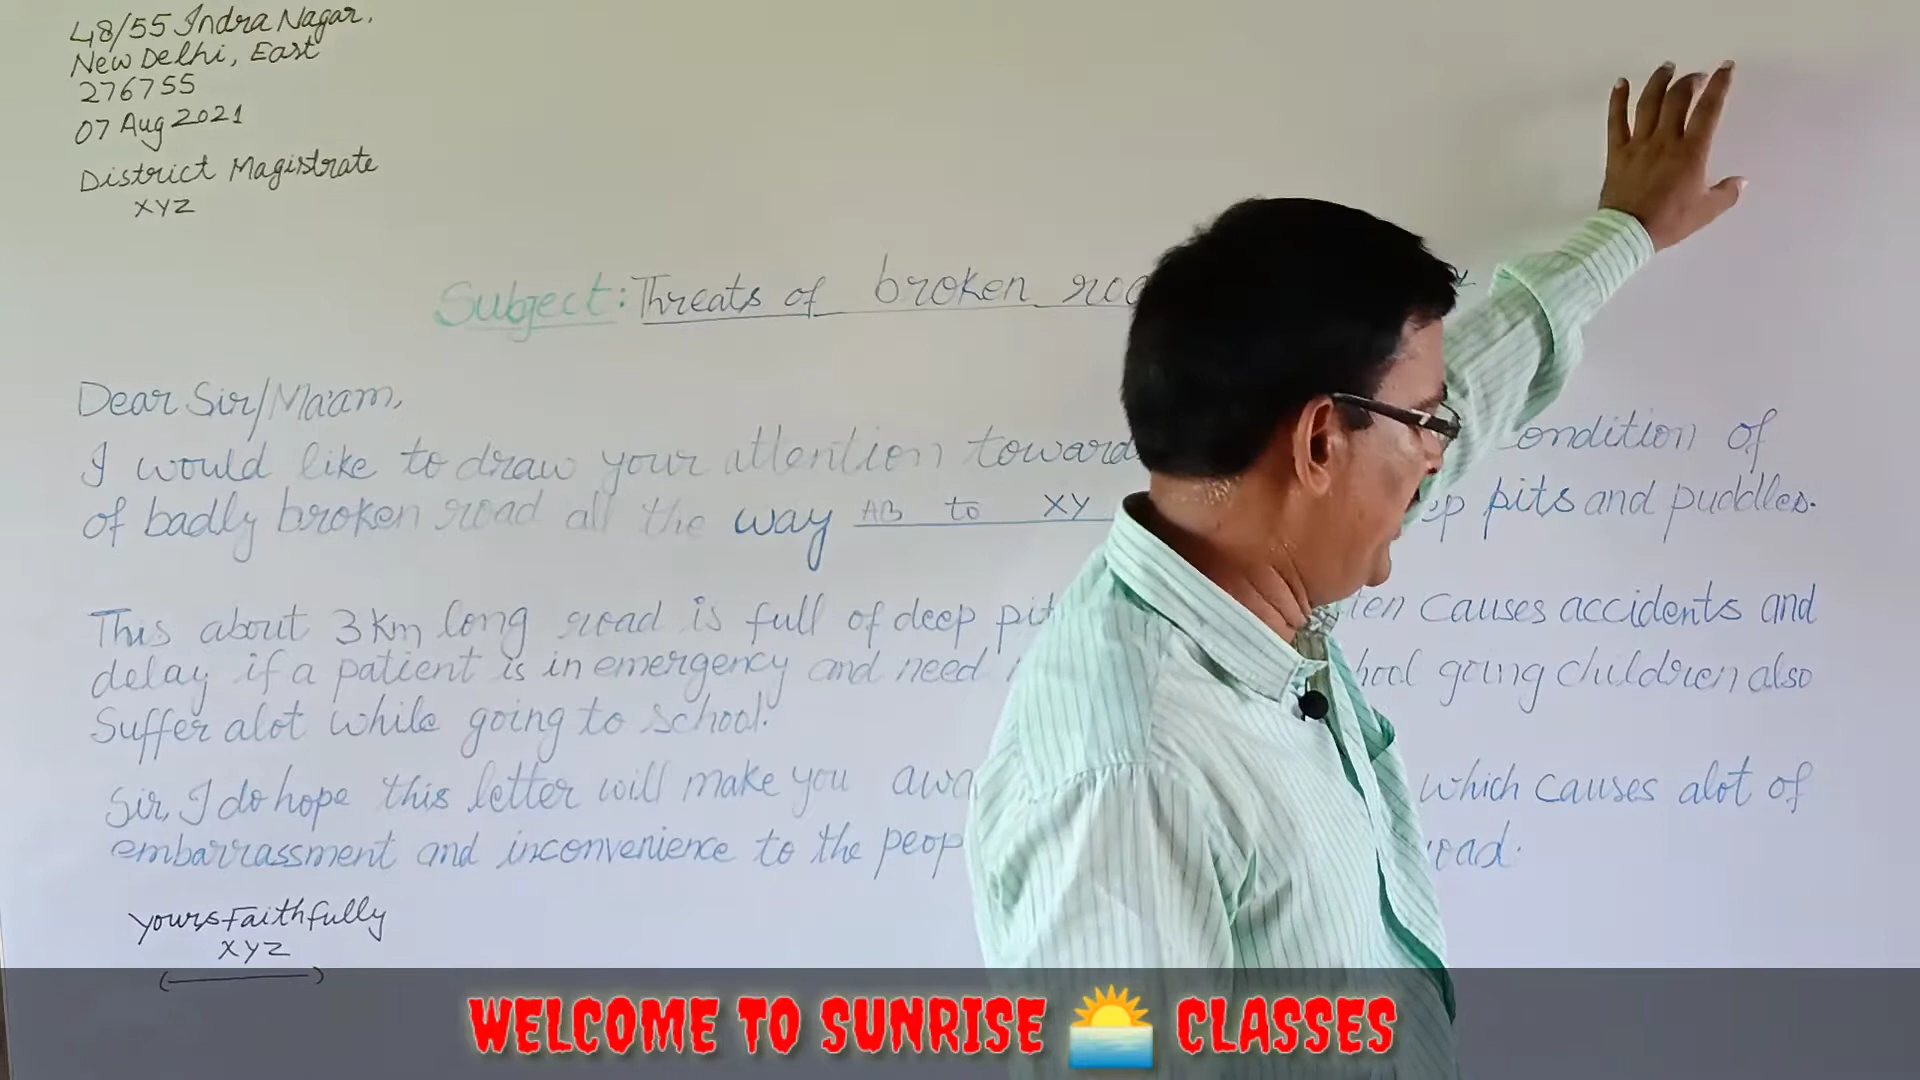 48/55 Indra Nagar,
New Delhi, East
276755
07 Aug 2021
District Magistrate
XYZ
Subject: Threats of broken
Dear Sir/Ma'am,
I would like to draw your attention condition of
of badly broken road all the way AB to XY pits and puddles.
This about 3 km long road is full of deep causes accidents and
delay if a patient is in emergency and need going children also
Suffer alot while going to school.
Sir, I do hope this letter will make you which causes alot of
embarrassment and inconvenience to the
yours Faithfully
XYZ
WELCOME TO SUNRISE CLASSES